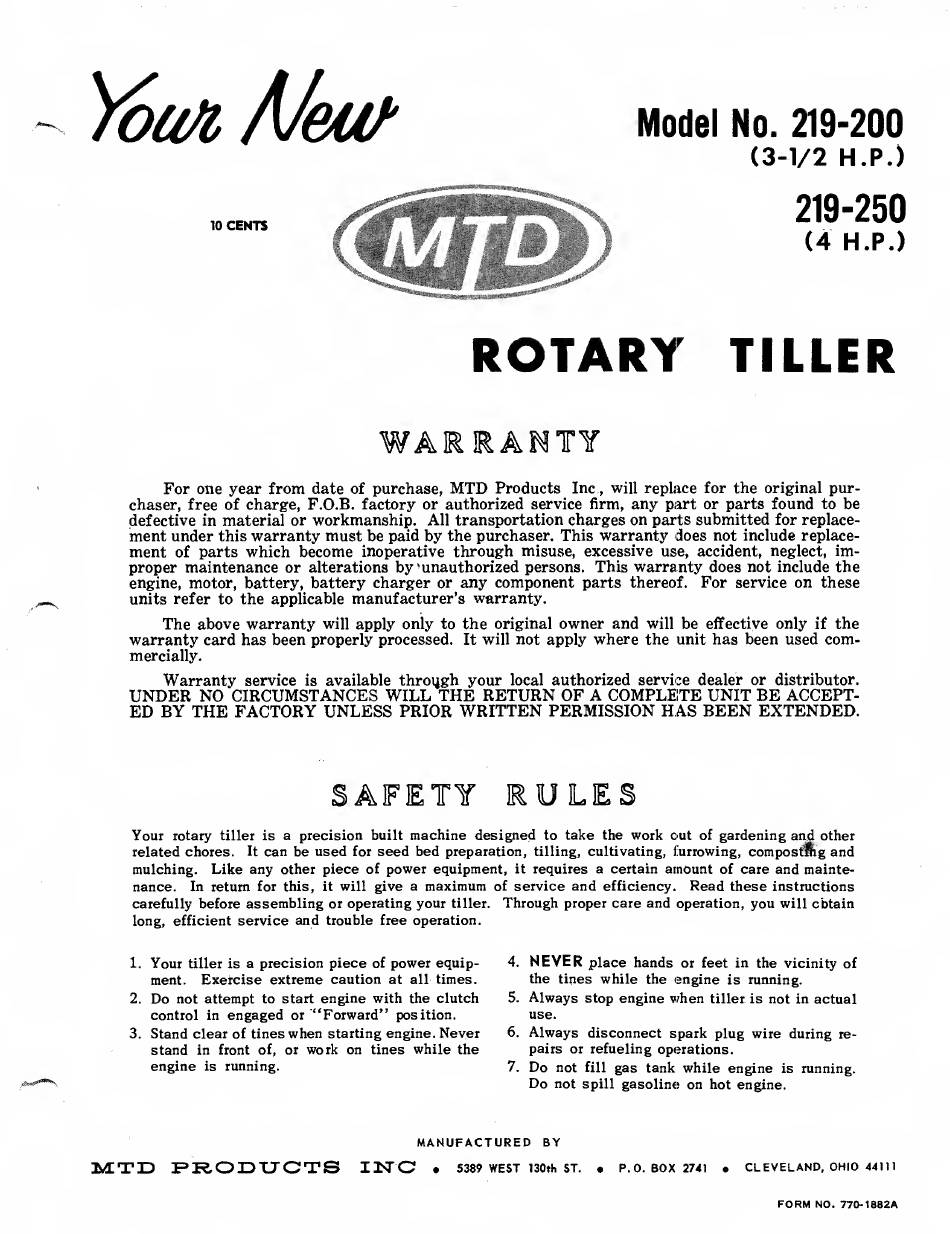 Your New
Model No. 219-200
(3-1/2 H.P.)
219-250
(4 H.P.)
10 CENTS
MTD
ROTARY TILLER
WARRANTY
For one year from date of purchase, MTD Products Inc., will replace for the original pur-
chaser, free of charge, F.O.B. factory or authorized service firm, any part or parts found to be
defective in material or workmanship. All transportation charges on parts submitted for replace-
ment under this warranty must be paid by the purchaser. This warranty does not include replace-
ment of parts which become inoperative through misuse, excessive use, accident, neglect, im-
proper maintenance or alterations by unauthorized persons. This warranty does not include the
engine, motor, battery, battery charger or any component parts thereof. For service on these
units refer to the applicable manufacturer's warranty.
The above warranty will apply only to the original owner and will be effective only if the
warranty card has been properly processed. It will not apply where the unit has been used com-
mercially.
Warranty service is available through your local authorized service dealer or distributor.
UNDER NO CIRCUMSTANCES WILL THE RETURN OF A COMPLETE UNIT BE ACCEPT-
ED BY THE FACTORY UNLESS PRIOR WRITTEN PERMISSION HAS BEEN EXTENDED.
SAFETY RULES
Your rotary tiller is a precision built machine designed to take the work out of gardening and other
related chores. It can be used for seed bed preparation, tilling, cultivating, furrowing, composting and
mulching. Like any other piece of power equipment, it requires a certain amount of care and mainte-
nance. In return for this, it will give a maximum of service and efficiency. Read these instructions
carefully before assembling or operating your tiller. Through proper care and operation, you will obtain
long, efficient service and trouble free operation.
1. Your tiller is a precision piece of power equip-
ment. Exercise extreme caution at all times.
2. Do not attempt to start engine with the clutch
control in engaged or "Forward" position.
3. Stand clear of tines when starting engine. Never
stand in front of, or work on tines while the
engine is running.
4. NEVER place hands or feet in the vicinity of
the tines while the engine is running.
5. Always stop engine when tiller is not in actual
use.
6. Always disconnect spark plug wire during re-
pairs or refueling operations.
7. Do not fill gas tank while engine is running.
Do not spill gasoline on hot engine.
MANUFACTURED BY
MTD PRODUCTS INC • 5389 WEST 130th ST. • P.O. BOX 2741 • CLEVELAND, OHIO 44111
FORM NO. 770-1882A